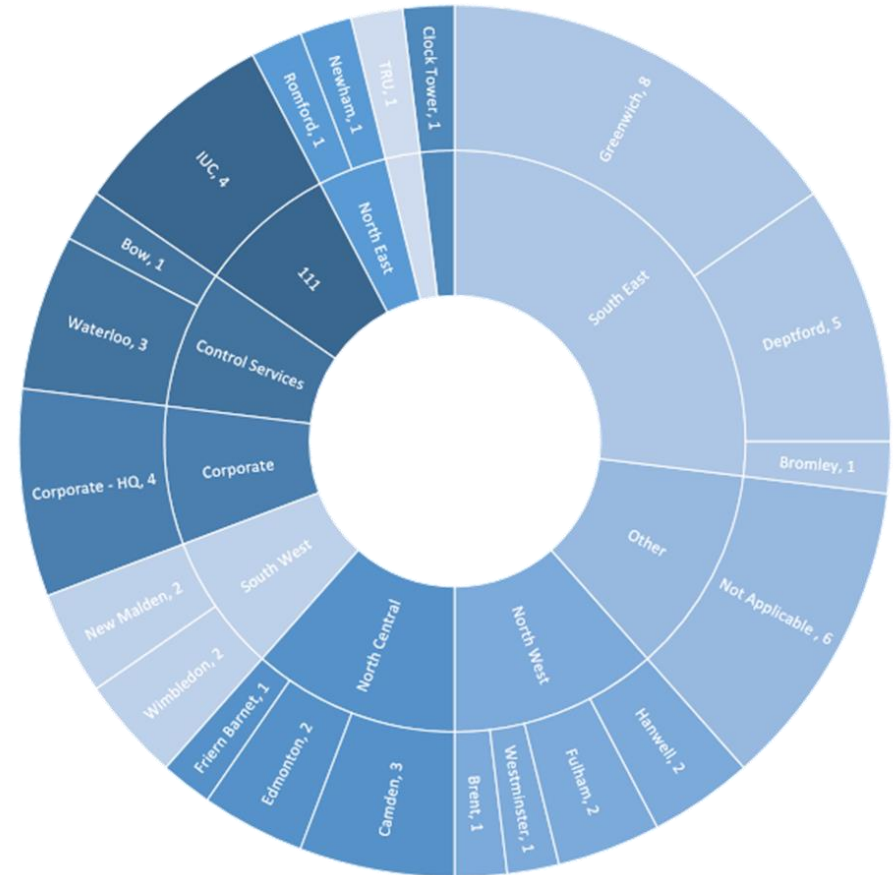 Greenwich, 8
Deptford, 5
Bromley, 1
South East
Not Applicable , 6
Other
Hanwell, 2
Fulham, 2
Westminster, 1
Brent, 1
North West
Camden, 3
Edmonton, 2
Friern Barnet, 1
North Central
Wimbledon, 2
New Malden, 2
South West
Corporate - HQ, 4
Corporate
Waterloo, 3
Bow, 1
Control Services
IUC, 4
111
Romford, 1
Newham, 1
North East
TRU, 1
Clock Tower, 1